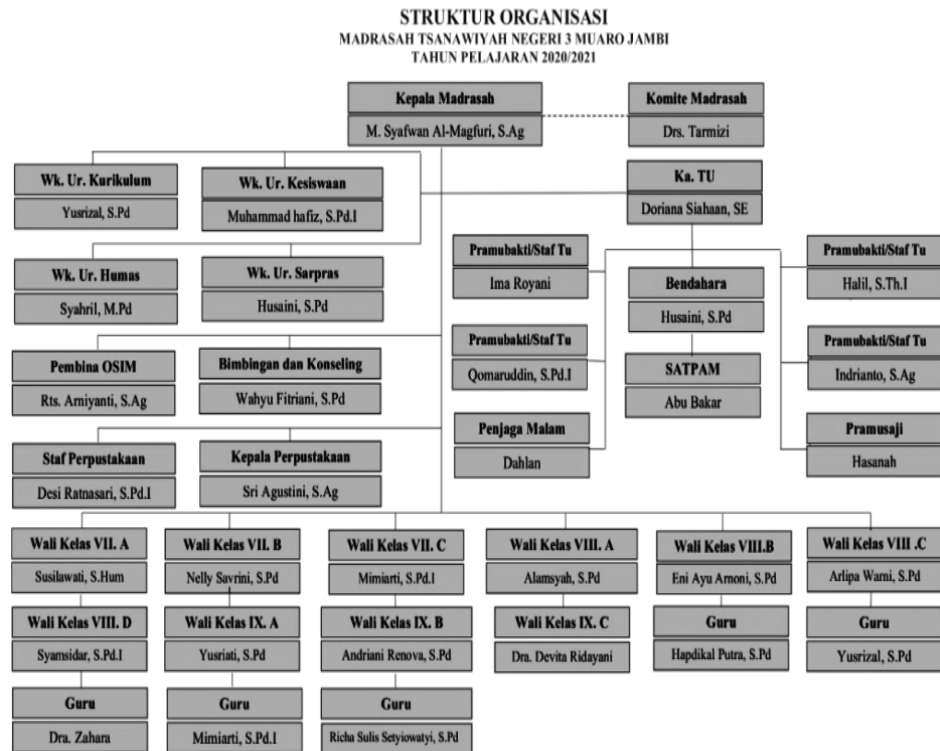 STRUKTUR ORGANISASI
MADRASAH TSANAWIYAH NEGERI 3 MUARO JAMBI
TAHUN PELAJARAN 2020/2021
Kepala Madrasah
M. Syafwan Al-Magfuri, S.Ag
Komite Madrasah
Drs. Tarmizi
Wk. Ur. Kurikulum
Yusrizal, S.Pd
Wk. Ur. Kesiswaan
Muhammad hafiz, S.Pd.I
Ka. TU
Doriana Siahaan, SE
Wk. Ur. Humas
Syahril, M.Pd
Wk. Ur. Sarpras
Husaini, S.Pd
Pramubakti/Staf Tu
Ima Royani
Bendahara
Husaini, S.Pd
Pramubakti/Staf Tu
Halil, S.Th.I
Pembina OSIM
Rts. Arniyanti, S.Ag
Bimbingan dan Konseling
Wahyu Fitriani, S.Pd
Pramubakti/Staf Tu
Qomaruddin, S.Pd.I
SATPAM
Abu Bakar
Pramubakti/Staf Tu
Indrianto, S.Ag
Staf Perpustakaan
Desi Ratnasari, S.Pd.I
Kepala Perpustakaan
Sri Agustini, S.Ag
Penjaga Malam
Dahlan
Pramusaji
Hasanah
Wali Kelas VII. A
Susilawati, S.Hum
Wali Kelas VII. B
Nelly Savrini, S.Pd
Wali Kelas VII. C
Mimiarti, S.Pd.I
Wali Kelas VIII. A
Alamsyah, S.Pd
Wali Kelas VIII.B
Eni Ayu Arnoni, S.Pd
Wali Kelas VIII .C
Arlipa Warni, S.Pd
Wali Kelas VIII. D
Syamsidar, S.Pd.I
Wali Kelas IX. A
Yusriati, S.Pd
Wali Kelas IX. B
Andriani Renova, S.Pd
Wali Kelas IX. C
Dra. Devita Ridayani
Guru
Hapdikal Putra, S.Pd
Guru
Yusrizal, S.Pd
Guru
Dra. Zahara
Guru
Mimiarti, S.Pd.I
Guru
Richa Sulis Setyiowatyi, S.Pd